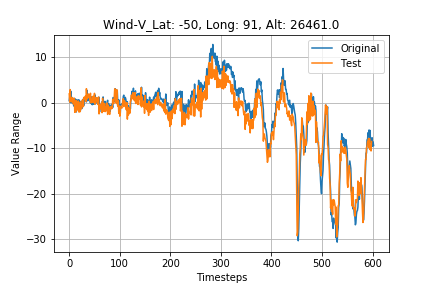 Wind-V_Lat: -50, Long: 91, Alt: 26461.0
Original
Test
Value Range
10
0
−10
−20
−30
0 100 200 300 400 500 600
Timesteps